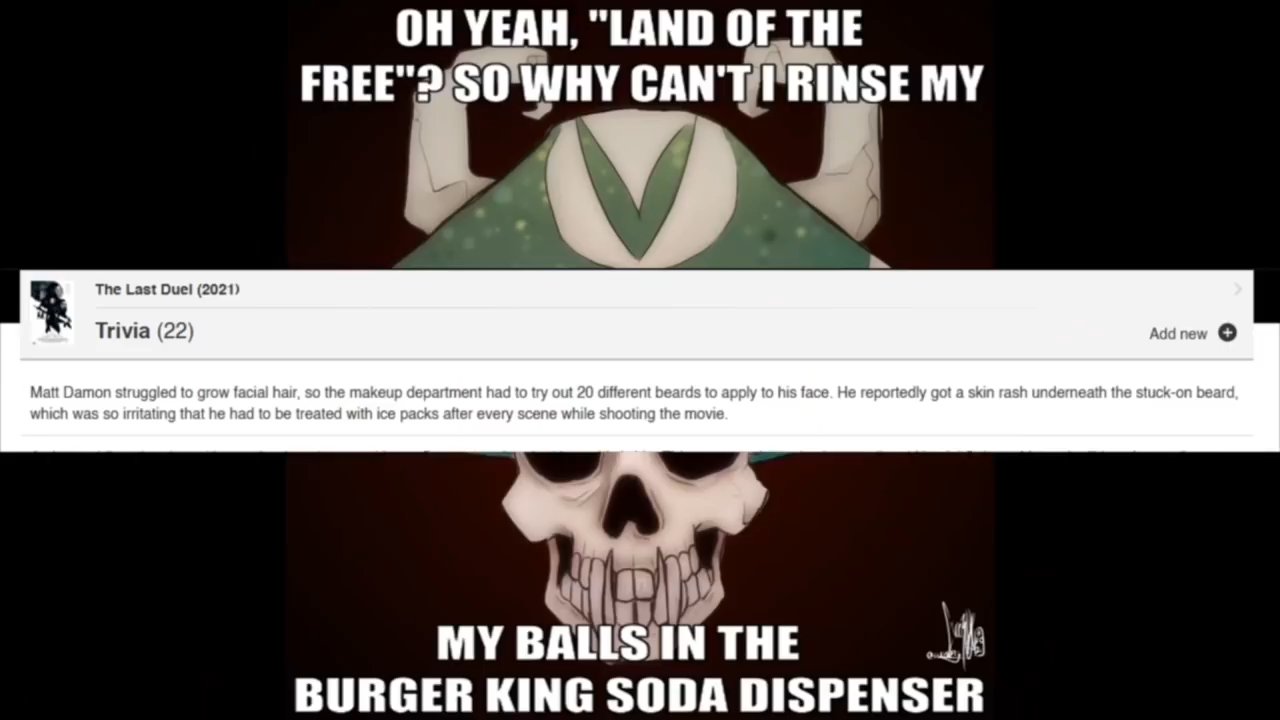 OH YEAH, "LAND OF THE
FREE"? SO WHY CAN'T I RINSE MY
The Last Duel (2021)
Trivia (22)
Add new
Matt Damon struggled to grow facial hair, so the makeup department had to try out 20 different beards to apply to his face. He reportedly got a skin rash underneath the stuck-on beard,
which was so irritating that he had to be treated with ice packs after every scene while shooting the movie.
MY BALLS IN THE
BURGER KING SODA DISPENSER